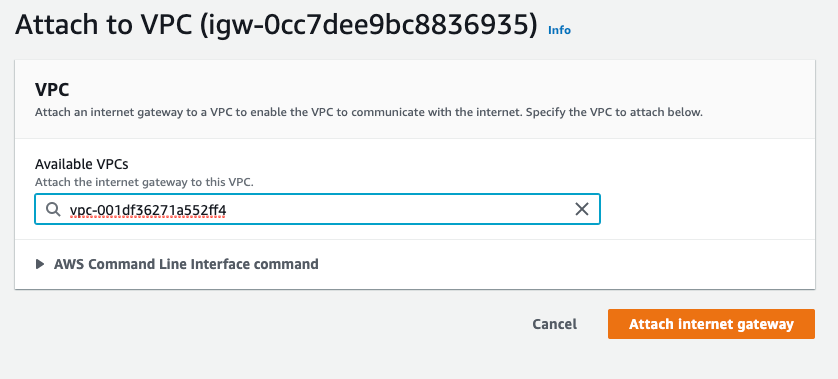 Attach to VPC (igw-0cc7dee9bc8836935) Info
VPC
Attach an internet gateway to a VPC to enable the VPC to communicate with the internet. Specify the VPC to attach below.
Available VPCs
Attach the internet gateway to this VPC.
vpc-001df36271a552ff4
AWS Command Line Interface command
Cancel Attach internet gateway